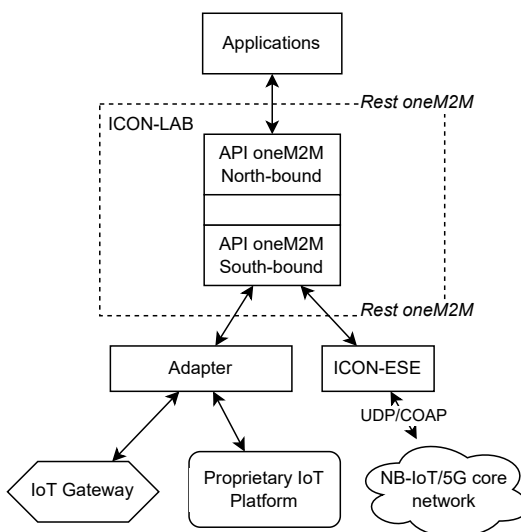 Applications
Rest oneM2M
ICON-LAB
API oneM2M
North-bound
API oneM2M
South-bound
Rest oneM2M
Adapter
ICON-ESE
UDP/COAP
IoT Gateway
Proprietary IoT
Platform
NB-IoT/5G core
network